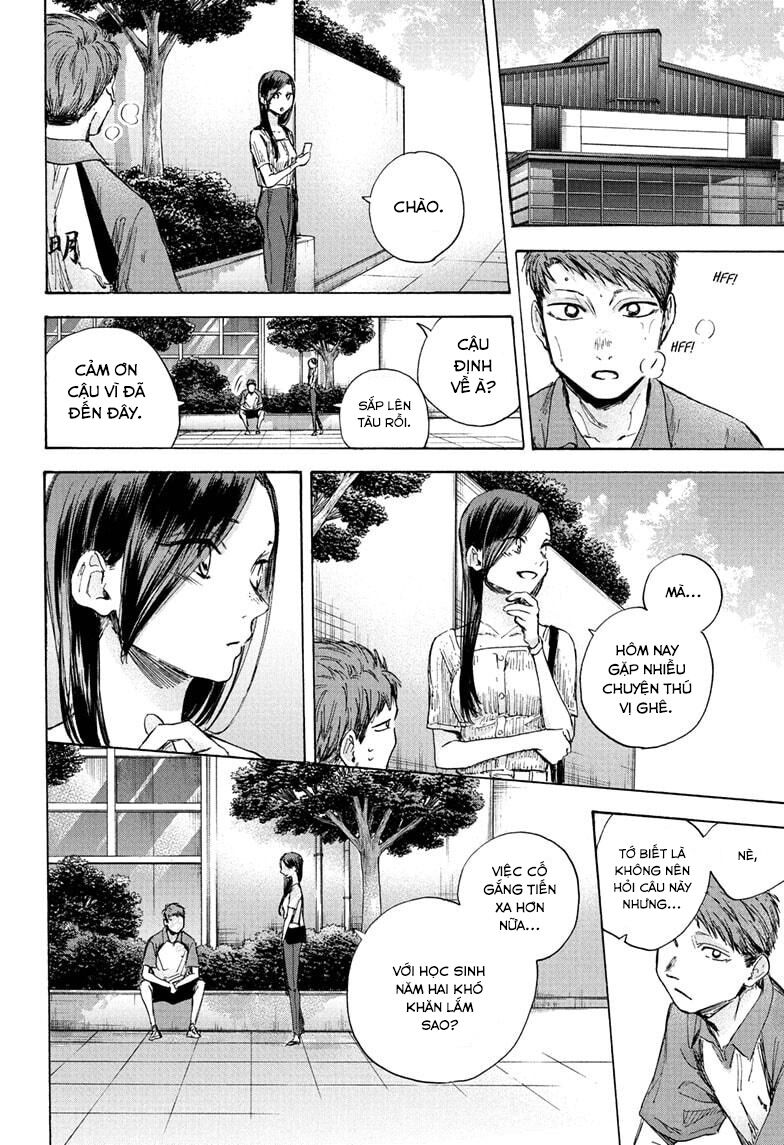 HFF!
HFF!
CHÀO.
明
CẬU
ĐỊNH
VỀ À?
SẮP LÊN
TÀU RỒI.
CẢM ƠN
CẬU VÌ ĐÃ
ĐẾN ĐÂY.
MÀ...
HÔM NAY
GẶP NHIỀU
CHUYỆN THÚ
VỊ GHÊ.
NÈ,
TỚ BIẾT LÀ
KHÔNG NÊN
HỎI CÂU NÀY
NHƯNG...
VIỆC CỐ
GẮNG TIẾN
XA HƠN
NỮA...
VỚI HỌC SINH
NĂM HAI KHÓ
KHĂN LẮM
SAO?